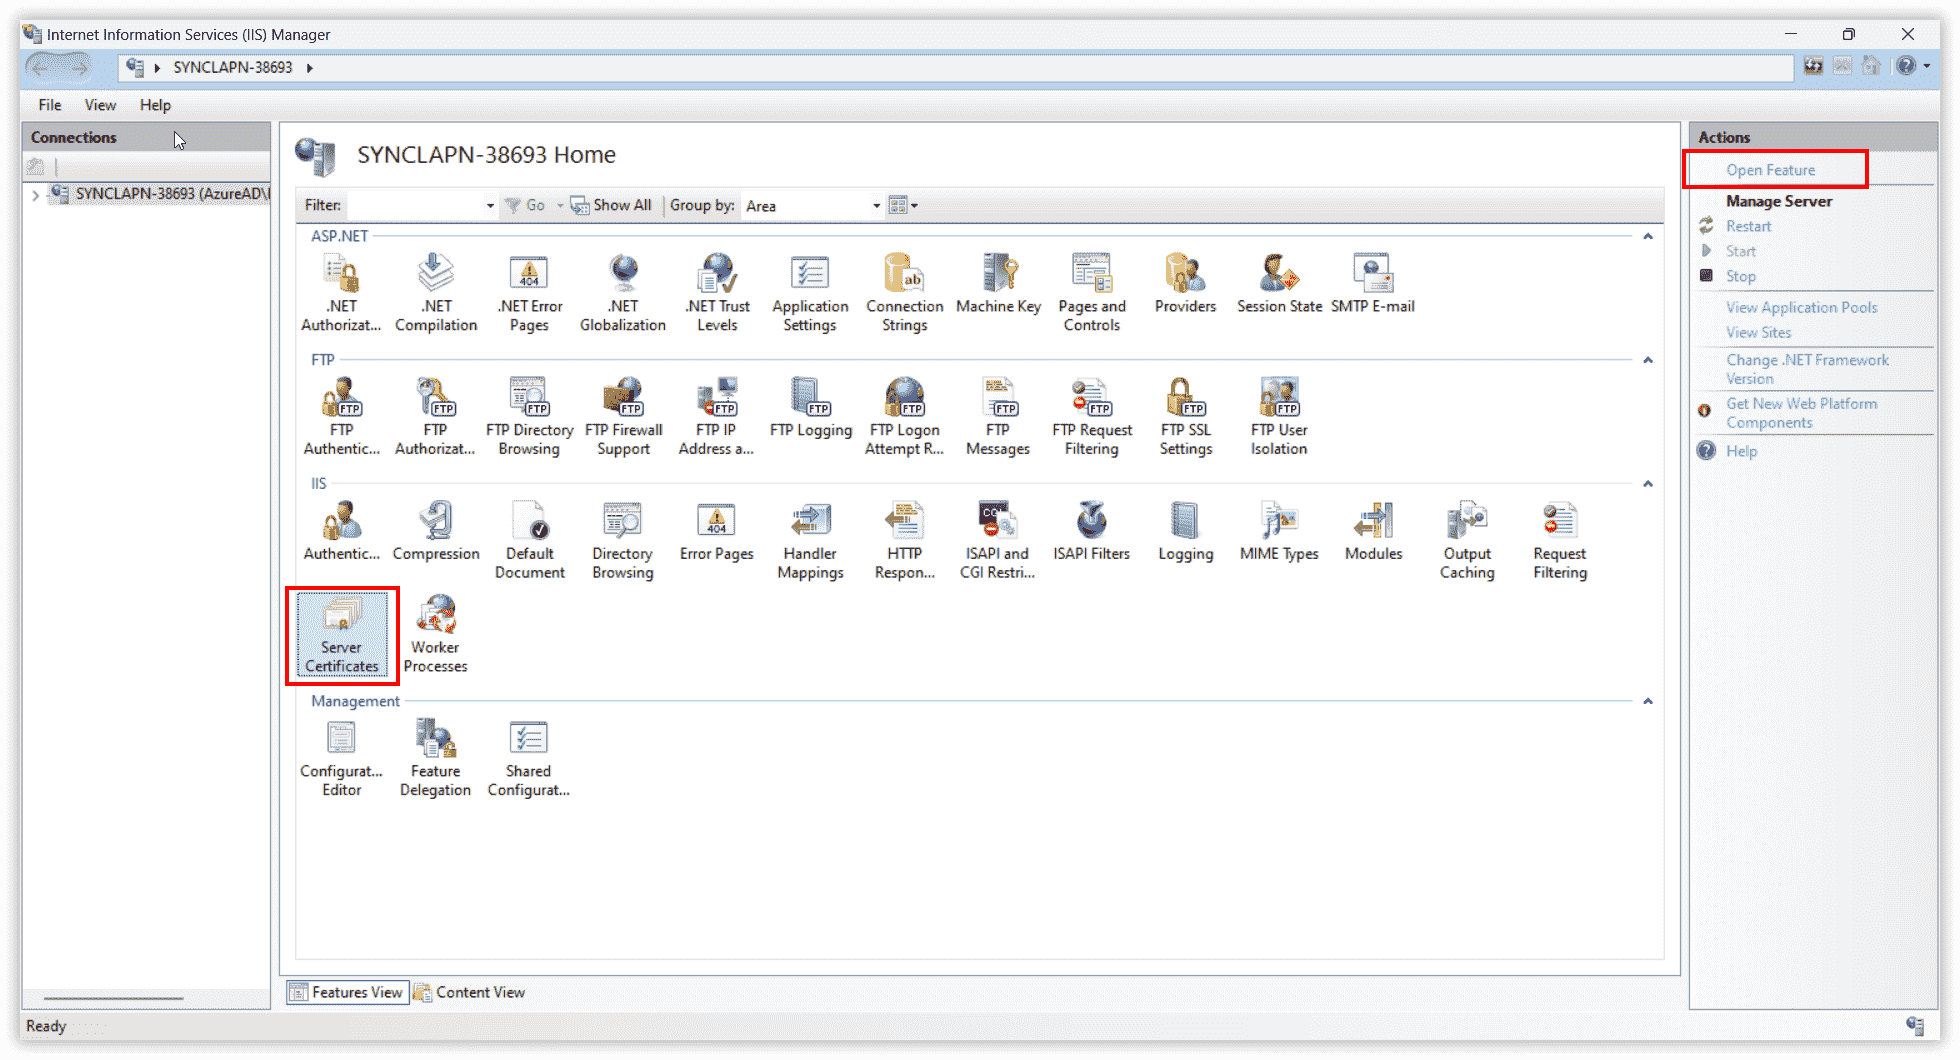 Internet Information Services (IIS) Manager
SYNCLAPN-38693
File View Help
Connections
SYNCLAPN-38693 (AzureAD\
SYNCLAPN-38693 Home
Filter: Go Show All Group by: Area
ASP.NET
.NET Authorizat...
.NET Compilation
.NET Error Pages
.NET Globalization
.NET Trust Levels
Application Settings
Connection Strings
Machine Key
Pages and Controls
Providers
Session State
SMTP E-mail
FTP
FTP Authentic...
FTP Authorizat...
FTP Directory Browsing
FTP Firewall Support
FTP IP Address a...
FTP Logging
FTP Logon Attempt R...
FTP Messages
FTP Request Filtering
FTP SSL Settings
FTP User Isolation
IIS
Authentic...
Compression
Default Document
Directory Browsing
Error Pages
Handler Mappings
HTTP Respon...
ISAPI and CGI Restri...
ISAPI Filters
Logging
MIME Types
Modules
Output Caching
Request Filtering
Server Certificates
Worker Processes
Management
Configurat... Editor
Feature Delegation
Shared Configurat...
Features View Content View
Actions
Open Feature
Manage Server
Restart
Start
Stop
View Application Pools
View Sites
Change .NET Framework
Version
Get New Web Platform
Components
Help
Ready